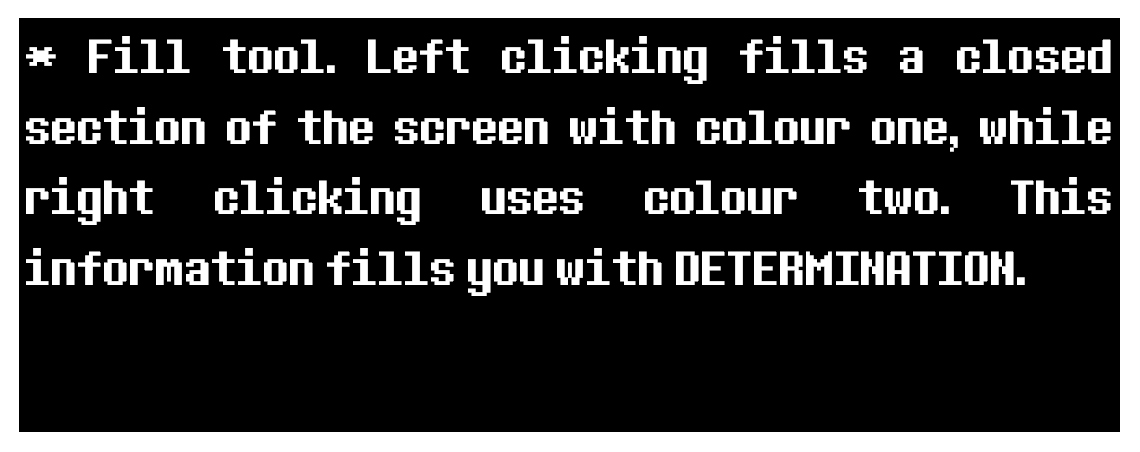 * Fill tool. Left clicking fills a closed
section of the screen with colour one, while
right clicking uses colour two. This
information fills you with DETERMINATION.